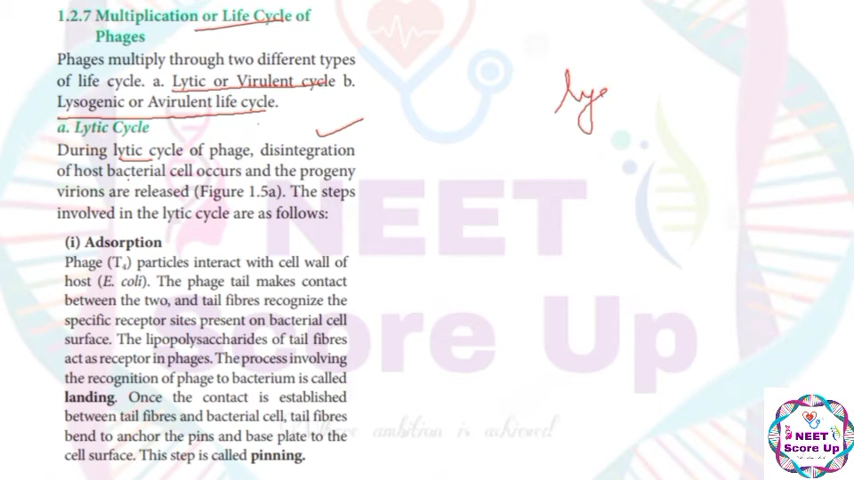 1.2.7 Multiplication or Life Cycle of
Phages
Phages multiply through two different types
of life cycle. a. Lytic or Virulent cycle b.
Lysogenic or Avirulent life cycle.
a. Lytic Cycle
During lytic cycle of phage, disintegration
of host bacterial cell occurs and the progeny
virions are released (Figure 1.5a). The steps
involved in the lytic cycle are as follows:
(i) Adsorption
Phage (T₄) particles interact with cell wall of
host (E. coli). The phage tail makes contact
between the two, and tail fibres recognize the
specific receptor sites present on bacterial cell
surface. The lipopolysaccharides of tail fibres
act as receptor in phages. The process involving
the recognition of phage to bacterium is called
landing. Once the contact is established
between tail fibres and bacterial cell, tail fibres
bend to anchor the pins and base plate to the
cell surface. This step is called pinning.
NEET
Score Up
ambition is achieved
NEET
Score Up